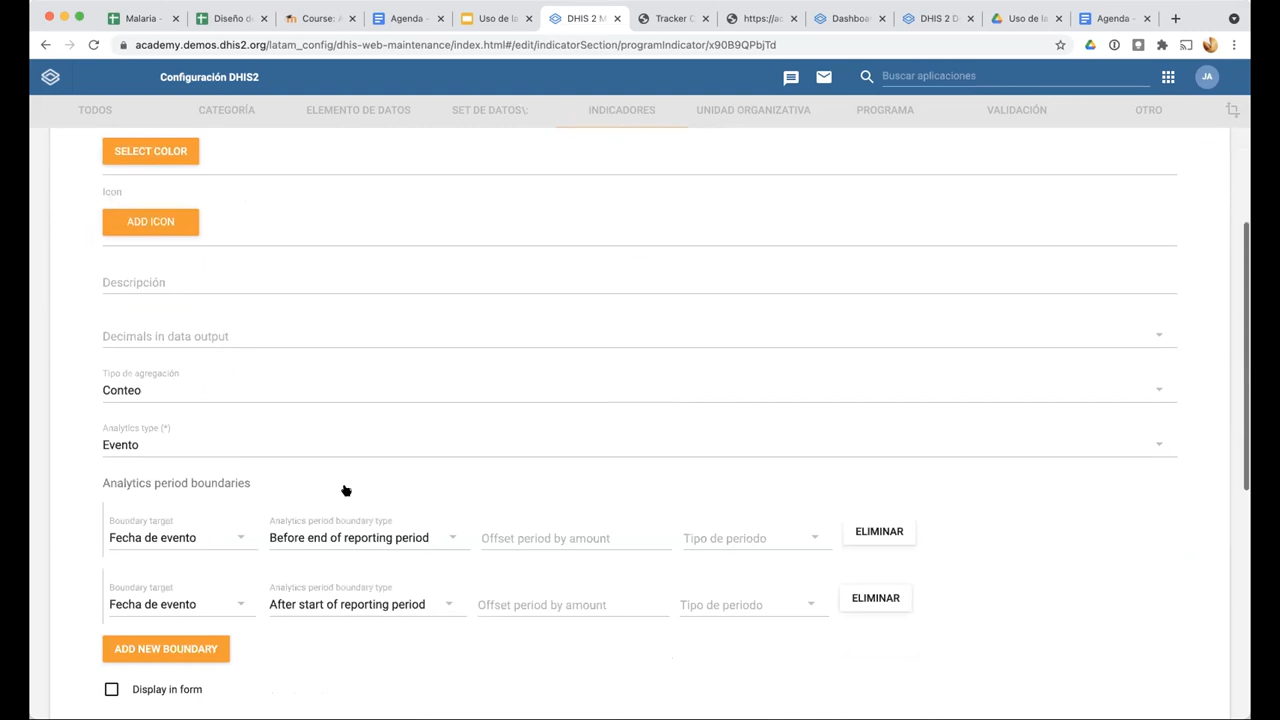 Malaria -
Diseño d
Course: A
Agenda -
Uso de la
DHIS 2 M
Tracker C
https://ac
Dashboa
DHIS 2 D
Uso de la
Agenda -
academy.demos.dhis2.org/latam_config/dhis-web-maintenance/index.html#/edit/indicatorSection/programIndicator/x90B9QPbjTd
Configuración DHIS2
Buscar aplicaciones
JA
TODOS CATEGORÍA ELEMENTO DE DATOS SET DE DATOS\: INDICADORES UNIDAD ORGANIZATIVA PROGRAMA VALIDACIÓN OTRO
SELECT COLOR
Icon
ADD ICON
Descripción
Decimals in data output
Tipo de agregación
Conteo
Analytics type (*)
Evento
Analytics period boundaries
Boundary target Analytics period boundary type
Fecha de evento Before end of reporting period Offset period by amount Tipo de periodo ELIMINAR
Boundary target Analytics period boundary type
Fecha de evento After start of reporting period Offset period by amount Tipo de periodo ELIMINAR
ADD NEW BOUNDARY
Display in form